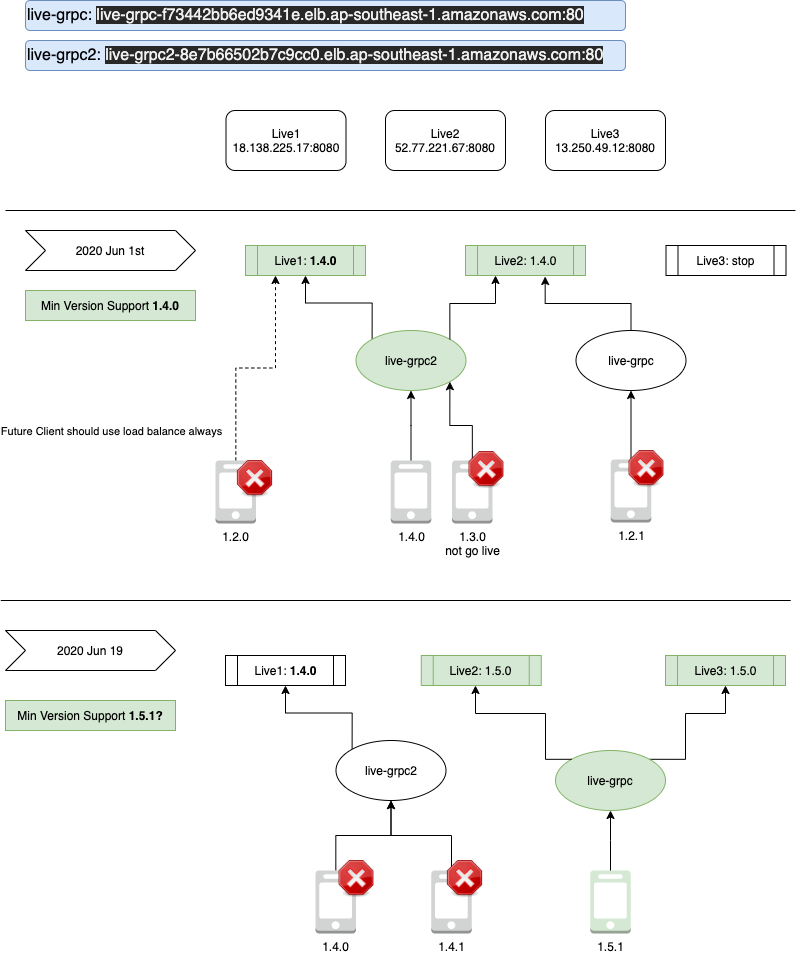 live-grpc: live-grpc-f73442bb6ed9341e.elb.ap-southeast-1.amazonaws.com:80
live-grpc2: live-grpc2-8e7b66502b7c9cc0.elb.ap-southeast-1.amazonaws.com:80
Live1
18.138.225.17:8080
Live2
52.77.221.67:8080
Live3
13.250.49.12:8080
2020 Jun 1st
Live1: 1.4.0
Live2: 1.4.0
Live3: stop
Min Version Support 1.4.0
live-grpc2
live-grpc
Future Client should use load balance always
1.2.0
1.4.0
1.3.0
not go live
1.2.1
2020 Jun 19
Live1: 1.4.0
Live2: 1.5.0
Live3: 1.5.0
Min Version Support 1.5.1?
live-grpc2
live-grpc
1.4.0
1.4.1
1.5.1